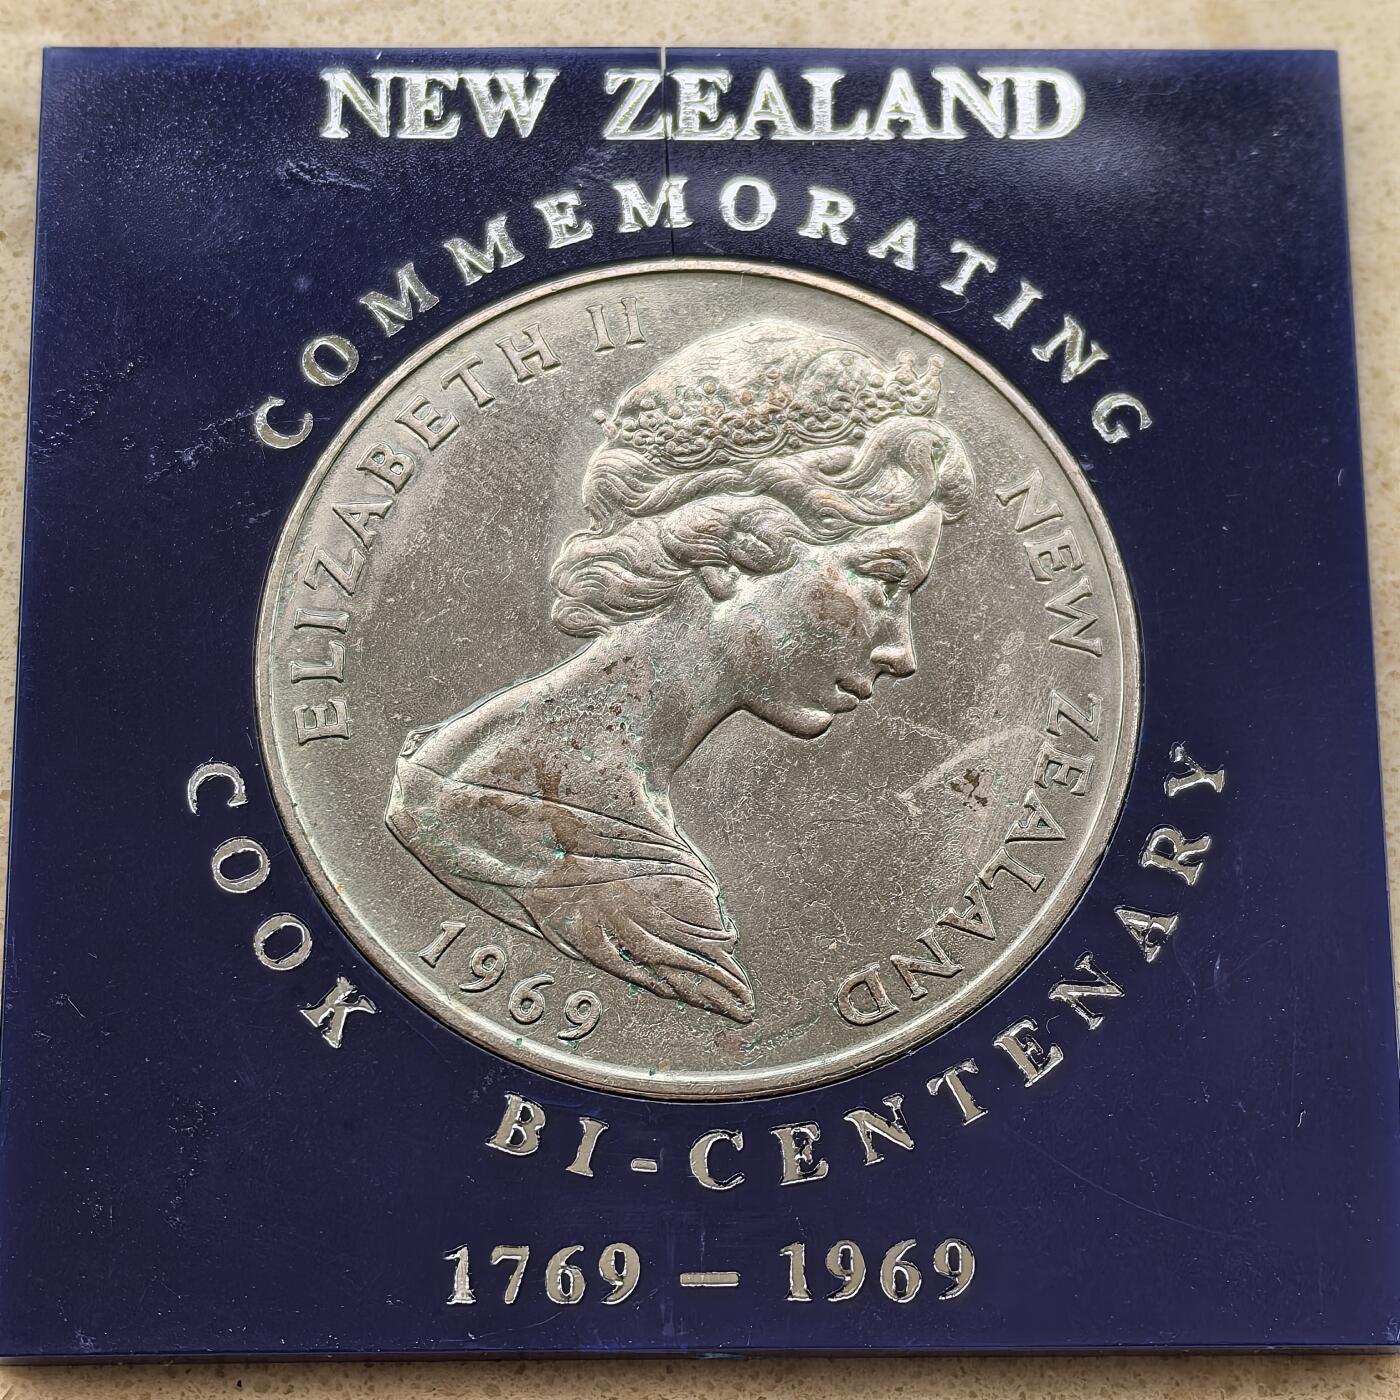 NEW ZEALAND
COMMEMORATING
ELIZABETH II
NEW ZEALAND
1969
COOK BI-CENTENARY
1769 – 1969